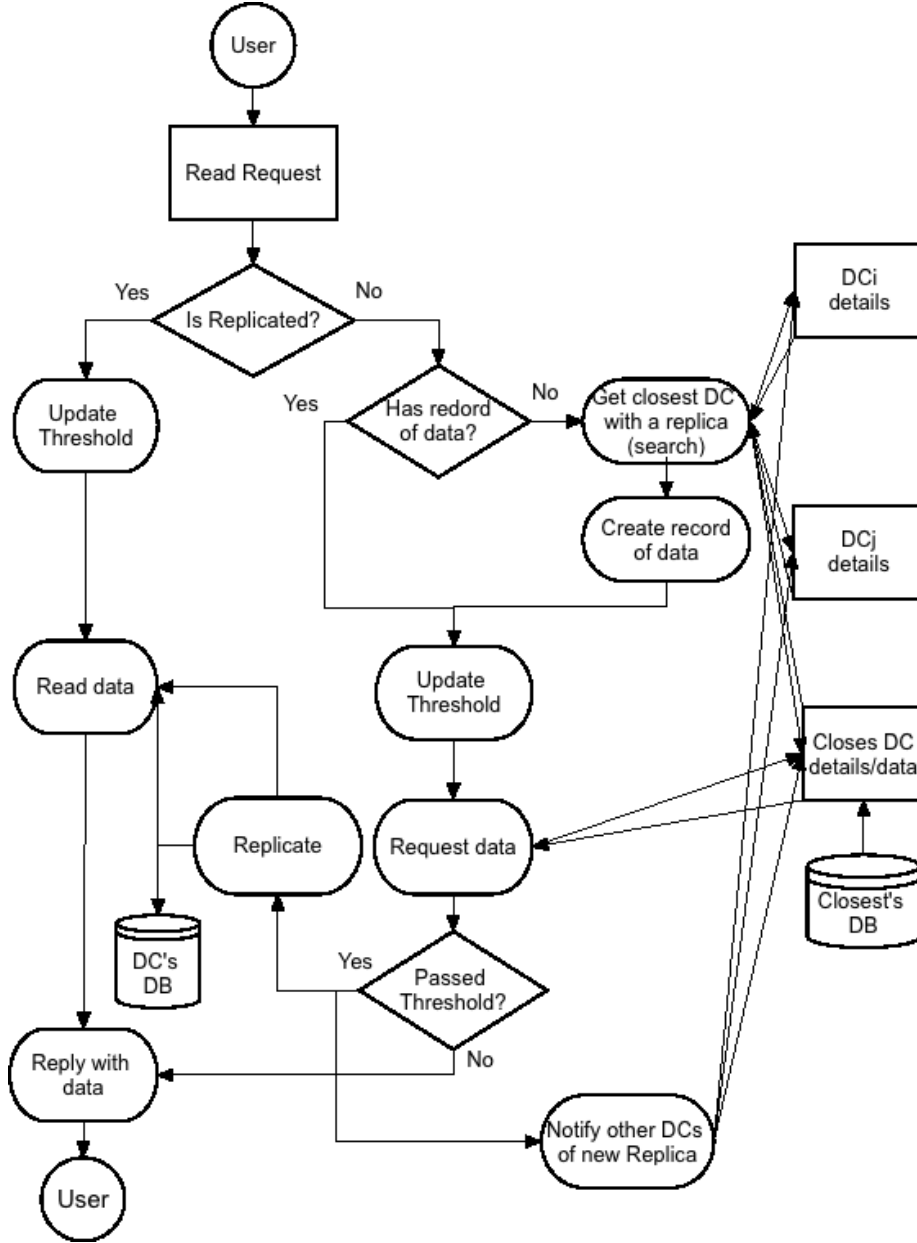 User
Read Request
Yes
No
Is Replicated?
DCi
details
Update
Threshold
Yes
Has redord
of data?
No
Get closest DC
with a replica
(search)
Create record
of data
DCj
details
Read data
Update
Threshold
Closes DC
details/data
Replicate
Request data
Closest's
DB
DC's
DB
Yes
Passed
Threshold?
No
Reply with
data
Notify other DCs
of new Replica
User